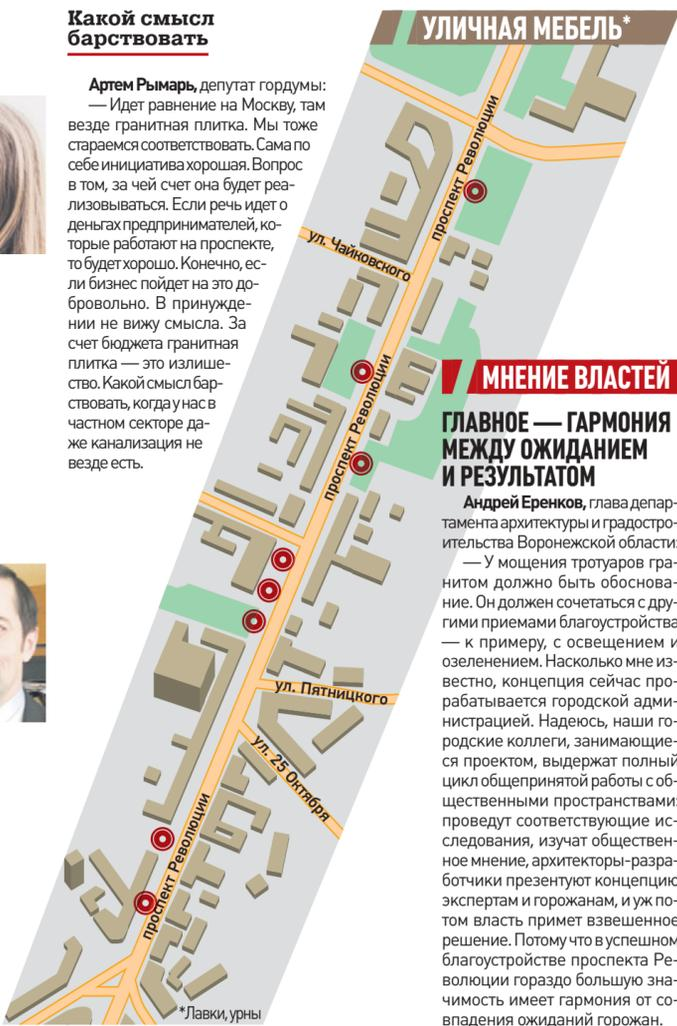 Какой смысл
барствовать
Артем Рымарь, депутат гордумы:
— Идет равнение на Москву, там
везде гранитная плитка. Мы тоже
стараемся соответствовать. Сама по
себе инициатива хорошая. Вопрос
в том, за чей счет она будет реа-
лизовываться. Если речь идет о
деньгах предпринимателей, ко-
торые работают на проспекте,
то будет хорошо. Конечно, ес-
ли бизнес пойдет на это до-
бровольно. В принужде-
нии не вижу смысла. За
счет бюджета гранитная
плитка — это излише-
ство. Какой смысл бар-
ствовать, когда у нас в
частном секторе да-
же канализация не
везде есть.
УЛИЧНАЯ МЕБЕЛЬ*
проспект Революции
ул. Чайковского
проспект Революции
ул. Пятницкого
ул. 25 Октября
проспект Революции
*Лавки, урны
МНЕНИЕ ВЛАСТЕЙ
ГЛАВНОЕ — ГАРМОНИЯ
МЕЖДУ ОЖИДАНИЕМ
И РЕЗУЛЬТАТОМ
Андрей Еренков, глава депар-
тамента архитектуры и градостро-
ительства Воронежской области:
— У мощения тротуаров гра-
нитом должно быть обоснова-
ние. Он должен сочетаться с дру-
гими приемами благоустройства
— к примеру, с освещением и
озеленением. Насколько мне из-
вестно, концепция сейчас про-
рабатывается городской адми-
нистрацией. Надеюсь, наши го-
родские коллеги, занимающие-
ся проектом, выдержат полный
цикл общепринятой работы с об-
щественными пространствами:
проведут соответствующие ис-
следования, изучат обществен-
ное мнение, архитекторы-разра-
ботчики презентуют концепцию
экспертам и горожанам, и уж по-
том власть примет взвешенное
решение. Потому что в успешном
благоустройстве проспекта Ре-
волюции гораздо большую зна-
чимость имеет гармония от со-
впадения ожиданий горожан.